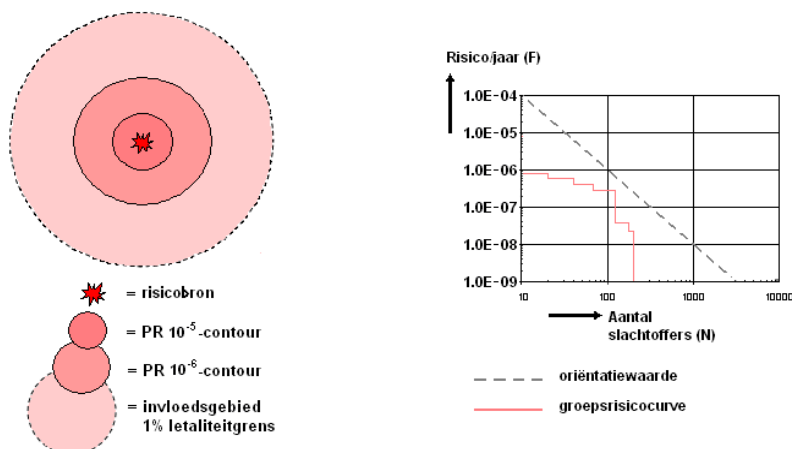 = risicobron
= PR 10⁻⁵-contour
= PR 10⁻⁶-contour
= invloedsgebied
1% letaliteitgrens
Risico/jaar (F)
1.0E-04
1.0E-05
1.0E-06
1.0E-07
1.0E-08
1.0E-09
10 100 1000 10000
Aantal
slachtoffers (N)
oriëntatiewaarde
groepsrisicocurve